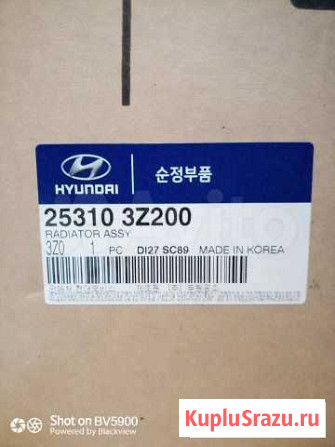 HYUNDAI
순정부품
25310 3Z200
RADIATOR ASSY
3Z0 1 PC DI27 SC89 MADE IN KOREA
Avito
Shot on BV5900
Powered by Blackview
KupluSrazu.ru